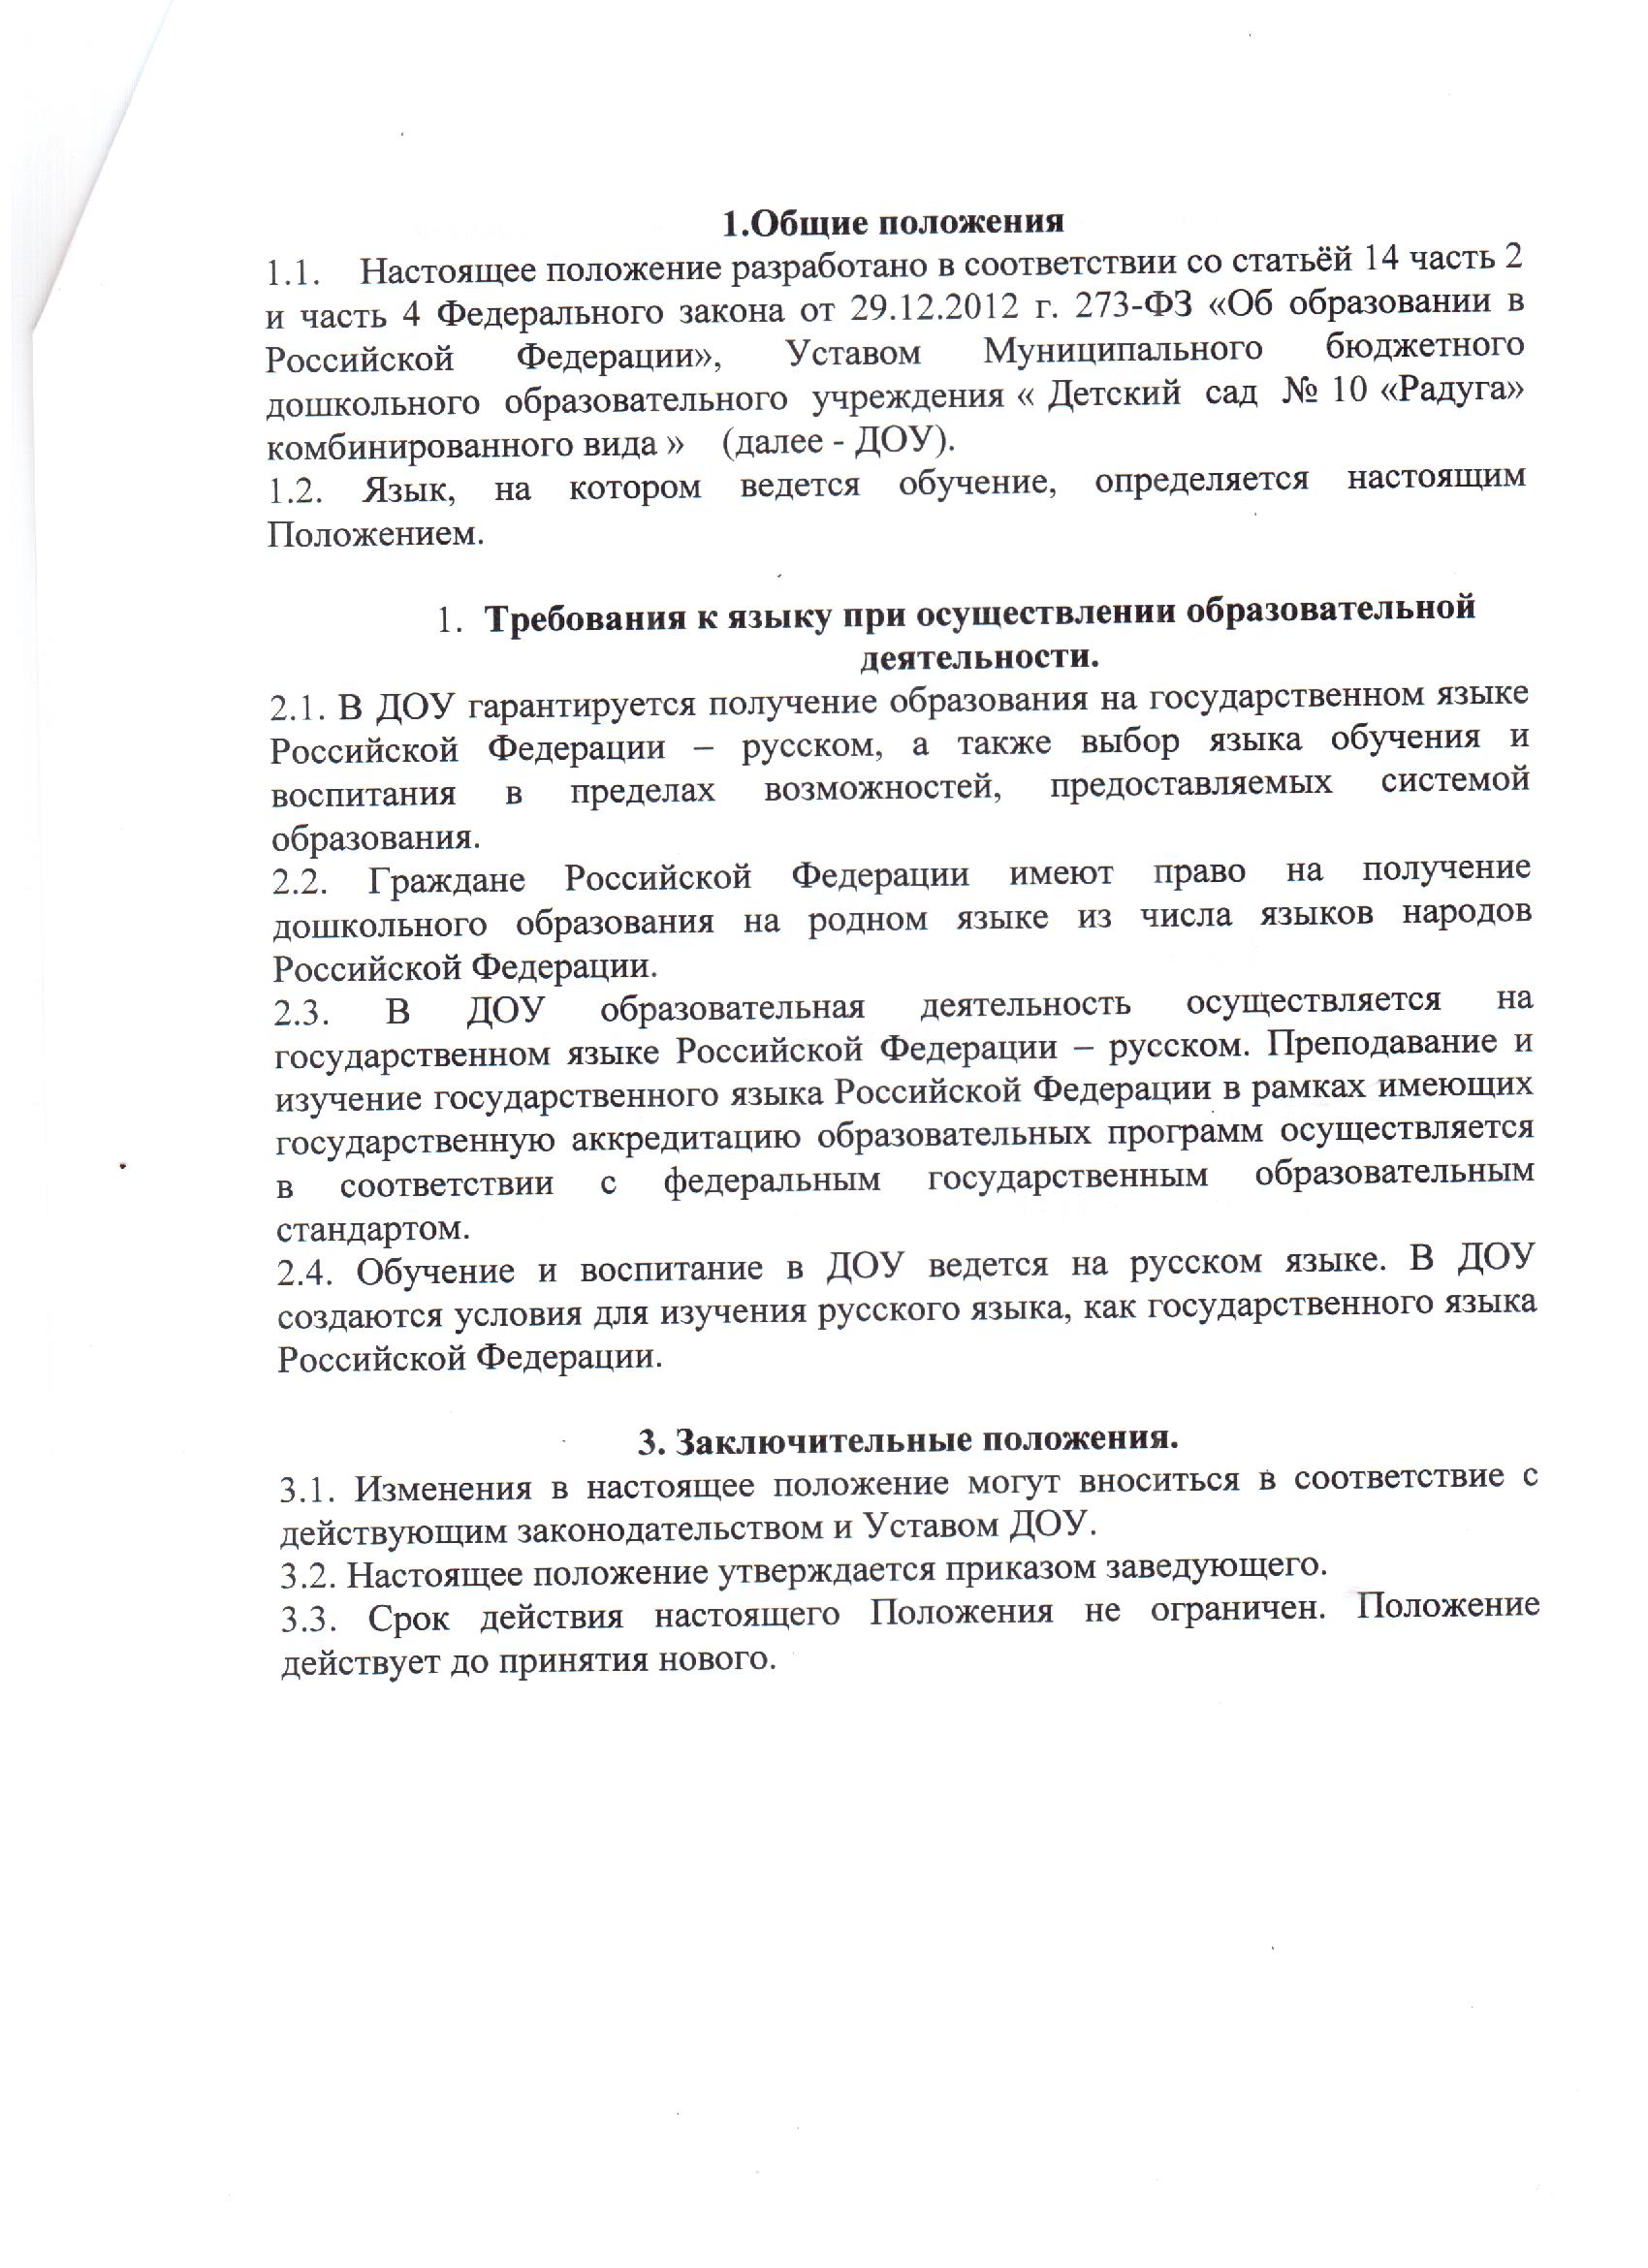 1.Общие положения
1.1. Настоящее положение разработано в соответствии со статьёй 14 часть 2
и часть 4 Федерального закона от 29.12.2012 г. 273-ФЗ «Об образовании в
Российской Федерации», Уставом Муниципального бюджетного
дошкольного образовательного учреждения « Детский сад № 10 «Радуга»
комбинированного вида » (далее - ДОУ).
1.2. Язык, на котором ведется обучение, определяется настоящим
Положением.
1. Требования к языку при осуществлении образовательной
деятельности.
2.1. В ДОУ гарантируется получение образования на государственном языке
Российской Федерации – русском, а также выбор языка обучения и
воспитания в пределах возможностей, предоставляемых системой
образования.
2.2. Граждане Российской Федерации имеют право на получение
дошкольного образования на родном языке из числа языков народов
Российской Федерации.
2.3. В ДОУ образовательная деятельность осуществляется на
государственном языке Российской Федерации – русском. Преподавание и
изучение государственного языка Российской Федерации в рамках имеющих
государственную аккредитацию образовательных программ осуществляется
в соответствии с федеральным государственным образовательным
стандартом.
2.4. Обучение и воспитание в ДОУ ведется на русском языке. В ДОУ
создаются условия для изучения русского языка, как государственного языка
Российской Федерации.
3. Заключительные положения.
3.1. Изменения в настоящее положение могут вноситься в соответствие с
действующим законодательством и Уставом ДОУ.
3.2. Настоящее положение утверждается приказом заведующего.
3.3. Срок действия настоящего Положения не ограничен. Положение
действует до принятия нового.